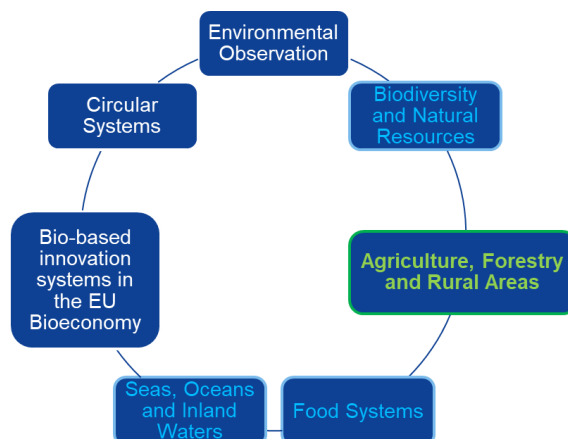 Environmental
Observation
Biodiversity
and Natural
Resources
Agriculture, Forestry
and Rural Areas
Food Systems
Seas, Oceans
and Inland
Waters
Bio-based
innovation
systems in
the EU
Bioeconomy
Circular
Systems